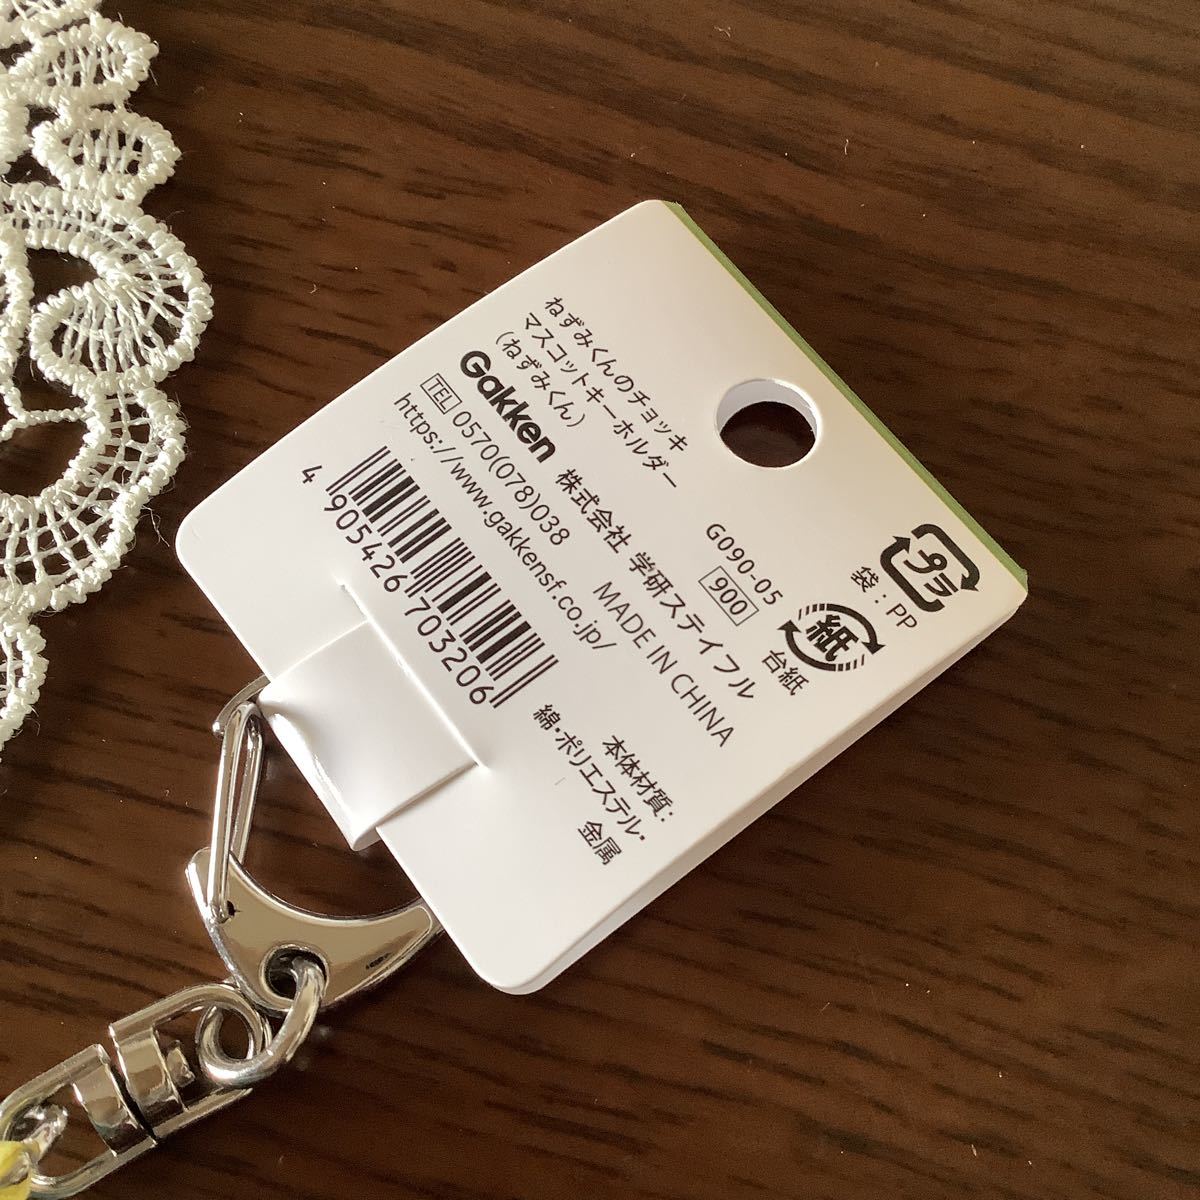 ねずみくんのチョッキ
マスコットキーホルダー
(ねずみくん)
Gakken 株式会社 学研ステイフル
TEL 0570(078)038 MADE IN CHINA
https://www.gakkensf.co.jp/
4 905426 703206
G090-05
900
プラ
袋：PP
紙
台紙
本体材質：
綿・ポリエステル・
金属